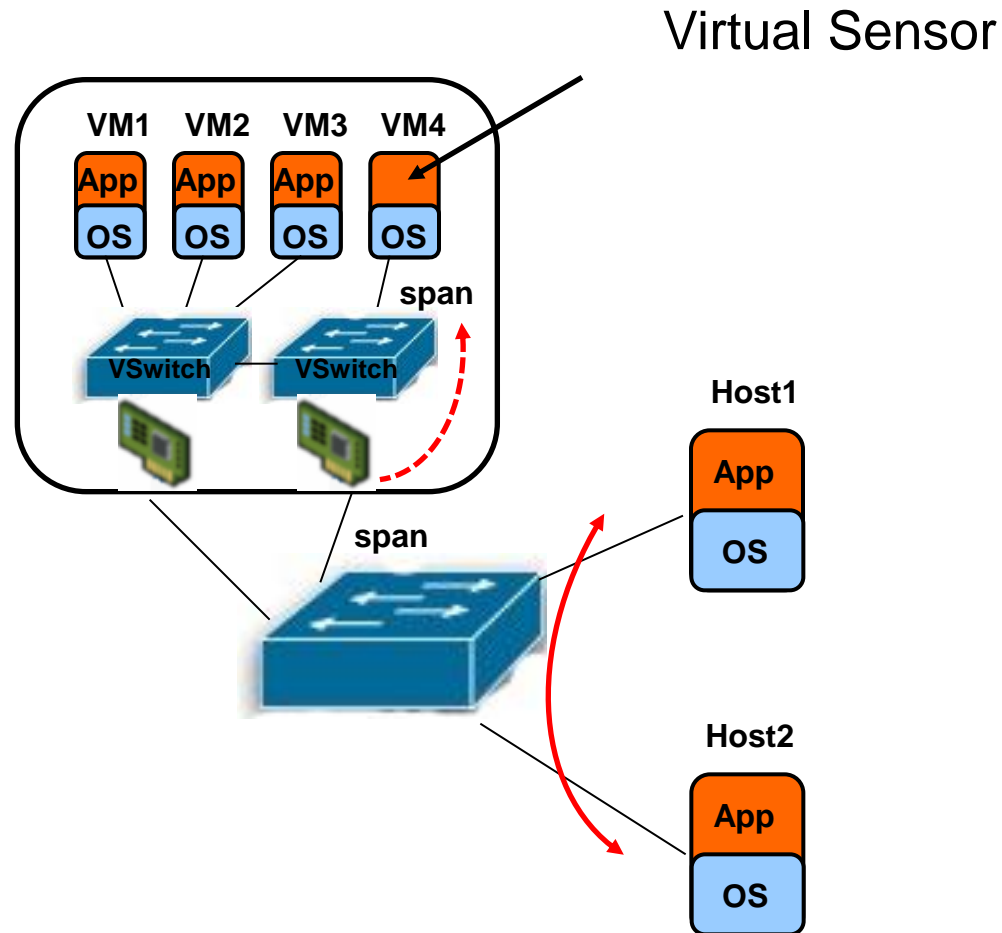 Virtual Sensor
VM1 VM2 VM3 VM4
App App App
OS OS OS OS
span
VSwitch VSwitch
Host1
App
OS
span
Host2
App
OS